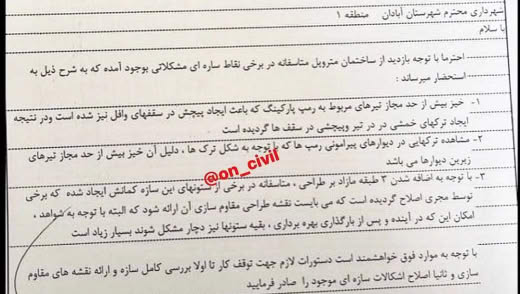 شهرداری محترم شهرستان آبادان منطقه ۱
با سلام
احترما با توجه بازدید از ساختمان متروپل متاسفانه در برخی نقاط سازه ای مشکلاتی بوجود آمده که به شرح ذیل به
استحضار میرساند :
۱- خیز بیش از حد مجاز تیرهای مربوط به رمپ پارکینگ که باعث ایجاد پیچش در سقفهای وافل نیز شده است ودر نتیجه
ایجاد ترکهای خمشی در در تیر وپیچشی در سقف ها گردیده است
۲- مشاهده ترکهایی در دیوارهای پیرامونی رمپ ها که با توجه به شکل ترک ها ، دلیل آن خیز بیش از حد مجاز تیرهای
زیرین دیوارها می باشد
@on_civil
۳- با توجه به اضافه شدن ۳ طبقه مازاد بر طراحی ، متاسفانه در برخی از ستونهای این سازه کمانش ایجاد شده که برخی
توسط مجری اصلاح گردیده است که می بایست نقشه طراحی مقاوم سازی آن ارائه شود که البته با توجه به شواهد ،
امکان این که در آینده و پس از بارگذاری بهره برداری ، بقیه ستونها نیز دچار مشکل شوند بسیار زیاد است
با توجه به موارد فوق خواهشمند است دستورات لازم جهت توقف کار تا اولا بررسی کامل سازه و ارائه نقشه های مقاوم
سازی و ثانیا اصلاح اشکالات سازه ای موجود را صادر فرمایید